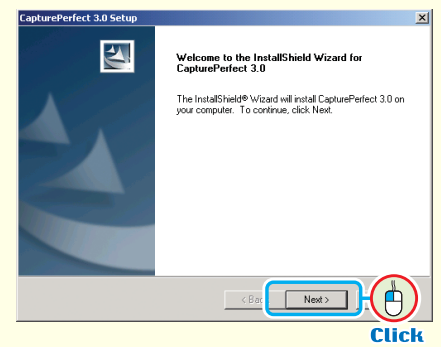 CapturePerfect 3.0 Setup
Welcome to the InstallShield Wizard for
CapturePerfect 3.0
The InstallShield® Wizard will install CapturePerfect 3.0 on
your computer. To continue, click Next.
< Bac Next >
Click